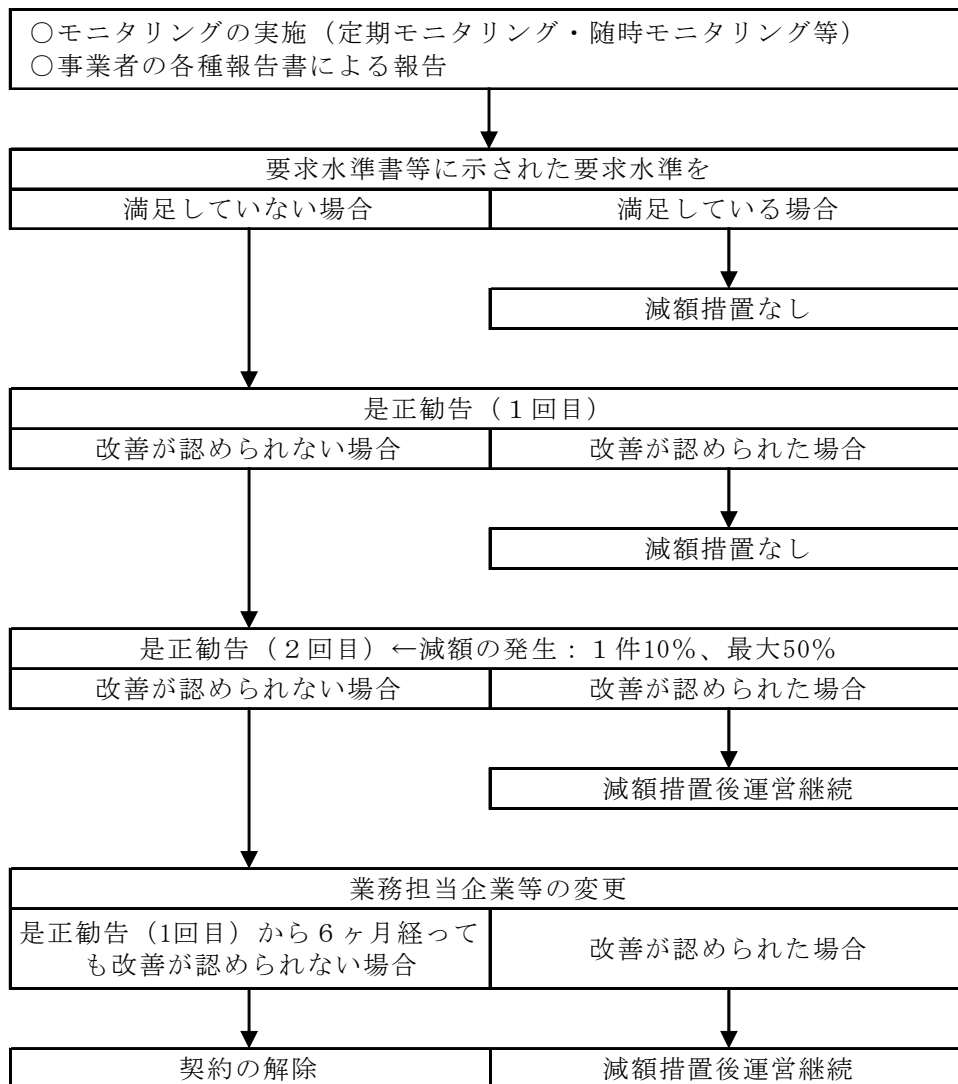 ○モニタリングの実施（定期モニタリング・随時モニタリング等）
○事業者の各種報告書による報告
要求水準書等に示された要求水準を
満足していない場合
満足している場合
減額措置なし
是正勧告（１回目）
改善が認められない場合
改善が認められた場合
減額措置なし
是正勧告（２回目）←減額の発生：１件10％、最大50％
改善が認められない場合
改善が認められた場合
減額措置後運営継続
業務担当企業等の変更
是正勧告（1回目）から６ヶ月経って
も改善が認められない場合
改善が認められた場合
契約の解除
減額措置後運営継続